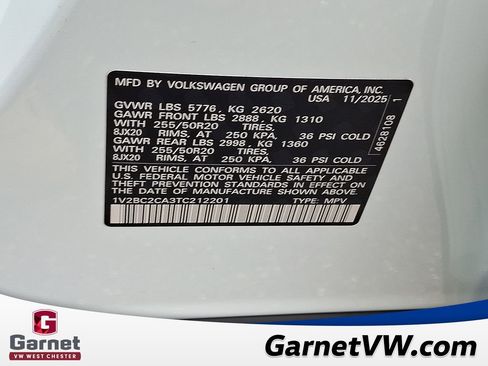 MFD BY VOLKSWAGEN GROUP OF AMERICA, INC.
USA 11/2025
GVWR LBS 5776, KG 2620
GAWR FRONT LBS 2888, KG 1310
WITH 255/50R20 TIRES,
8JX20 RIMS, AT 250 KPA, 36 PSI COLD
GAWR REAR LBS 2998, KG 1360
WITH 255/50R20 TIRES,
8JX20 RIMS, AT 250 KPA, 36 PSI COLD
THIS VEHICLE CONFORMS TO ALL APPLICABLE
U.S. FEDERAL MOTOR VEHICLE SAFETY AND
THEFT PREVENTION STANDARDS IN EFFECT
ON THE DATE OF MANUFACTURE SHOWN ABOVE.
1V2BC2CA3TC212201 TYPE: MPV
4628108 1
G
Garnet
VW WEST CHESTER
GarnetVW.com